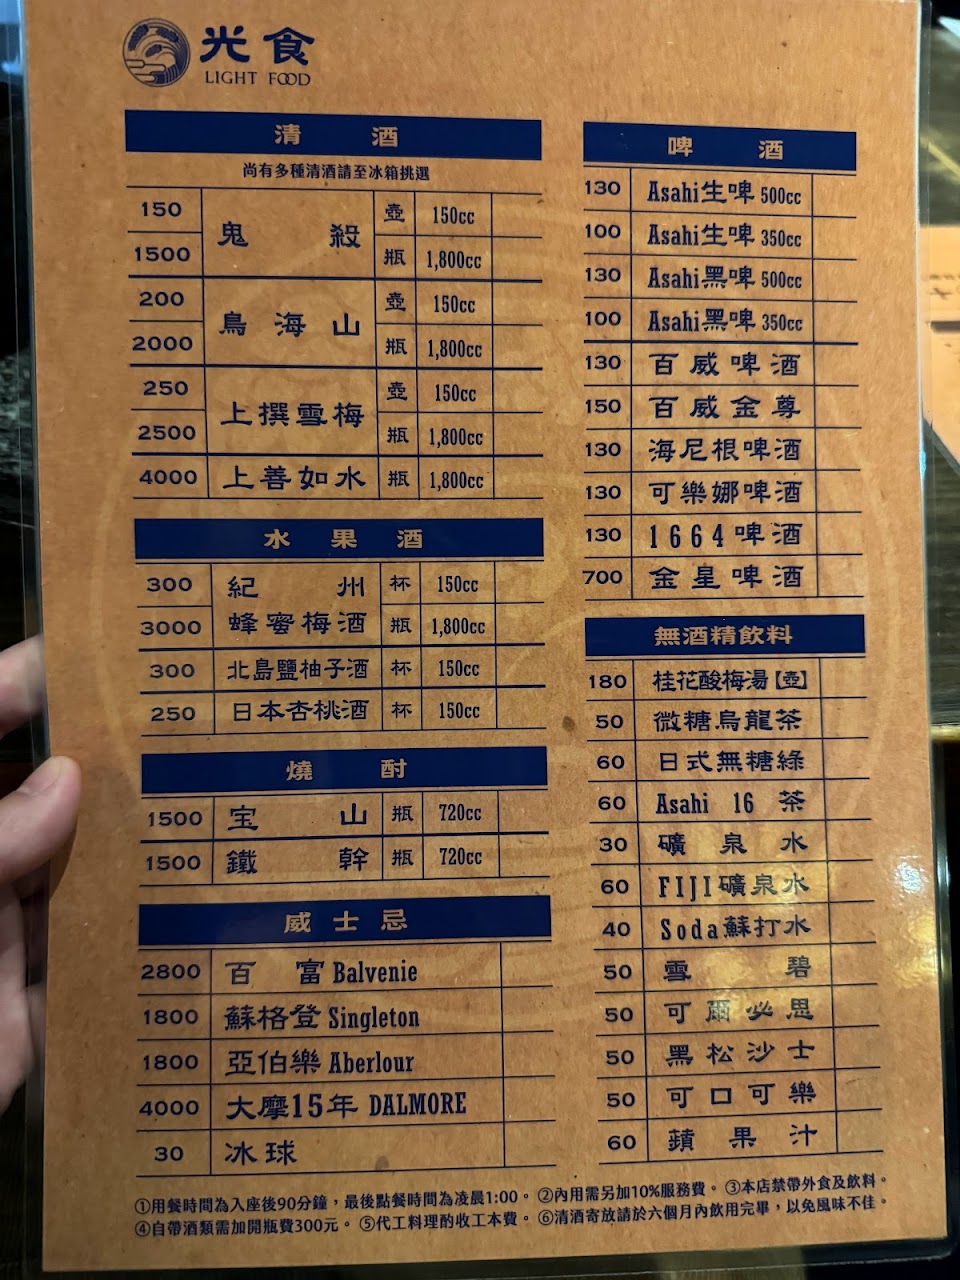 光食
LIGHT FOOD
清酒
尚有多種清酒請至冰箱挑選
150 鬼殺 壺 150cc
1500 瓶 1,800cc
200 鳥海山 壺 150cc
2000 瓶 1,800cc
250 上撰雪梅 壺 150cc
2500 瓶 1,800cc
4000 上善如水 瓶 1,800cc
水果酒
300 紀州 杯 150cc
3000 蜂蜜梅酒 瓶 1,800cc
300 北島鹽柚子酒 杯 150cc
250 日本杏桃酒 杯 150cc
燒酎
1500 宝山 瓶 720cc
1500 鐵幹 瓶 720cc
威士忌
2800 百富 Balvenie
1800 蘇格登 Singleton
1800 亞伯樂 Aberlour
4000 大摩15年 DALMORE
30 冰球
啤酒
130 Asahi生啤 500cc
100 Asahi生啤 350cc
130 Asahi黑啤 500cc
100 Asahi黑啤 350cc
130 百威啤酒
150 百威金尊
130 海尼根啤酒
130 可樂娜啤酒
130 1664啤酒
700 金星啤酒
無酒精飲料
180 桂花酸梅湯【壺】
50 微糖烏龍茶
60 日式無糖綠
60 Asahi 16 茶
30 礦泉水
60 FIJI礦泉水
40 Soda蘇打水
50 雪碧
50 可爾必思
50 黑松沙士
50 可口可樂
60 蘋果汁
①用餐時間為入座後90分鐘，最後點餐時間為凌晨1:00。②內用需另加10%服務費。③本店禁帶外食及飲料。
④自帶酒類需加開瓶費300元。⑤代工料理酌收工本費。⑥清酒寄放請於六個月內飲用完畢，以免風味不佳。